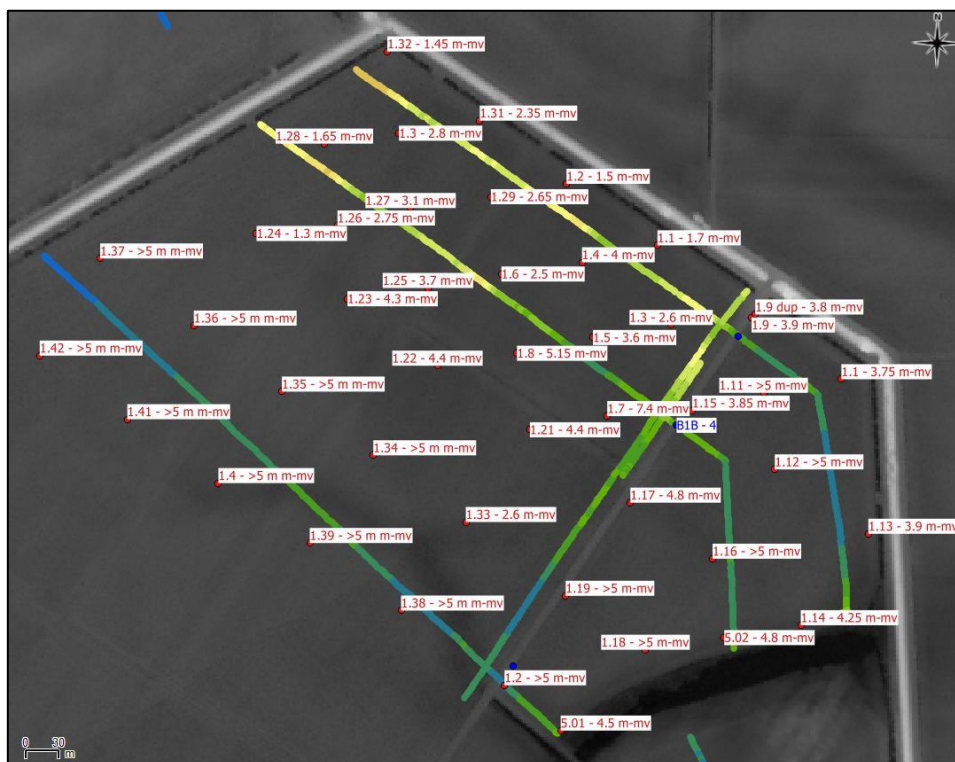 N
1.32 - 1.45 m-mv
1.31 - 2.35 m-mv
1.3 - 2.8 m-mv
1.28 - 1.65 m-mv
1.2 - 1.5 m-mv
1.29 - 2.65 m-mv
1.27 - 3.1 m-mv
1.26 - 2.75 m-mv
1.24 - 1.3 m-mv
1.1 - 1.7 m-mv
1.37 - >5 m m-mv
1.4 - 4 m-mv
1.6 - 2.5 m-mv
1.25 - 3.7 m-mv
1.23 - 4.3 m-mv
1.9 dup - 3.8 m-mv
1.3 - 2.6 m-mv
1.9 - 3.9 m-mv
1.36 - >5 m m-mv
1.5 - 3.6 m-mv
1.42 - >5 m m-mv
1.8 - 5.15 m-mv
1.22 - 4.4 m-mv
1.1 - 3.75 m-mv
1.35 - >5 m m-mv
1.11 - >5 m-mv
1.15 - 3.85 m-mv
1.7 - 7.4 m-mv
1.41 - >5 m m-mv
B1B - 4
1.21 - 4.4 m-mv
1.34 - >5 m m-mv
1.12 - >5 m-mv
1.4 - >5 m m-mv
1.17 - 4.8 m-mv
1.33 - 2.6 m-mv
1.13 - 3.9 m-mv
1.39 - >5 m m-mv
1.16 - >5 m-mv
1.19 - >5 m-mv
1.38 - >5 m m-mv
1.14 - 4.25 m-mv
5.02 - 4.8 m-mv
1.18 - >5 m-mv
1.2 - >5 m-mv
5.01 - 4.5 m-mv
0 30
m